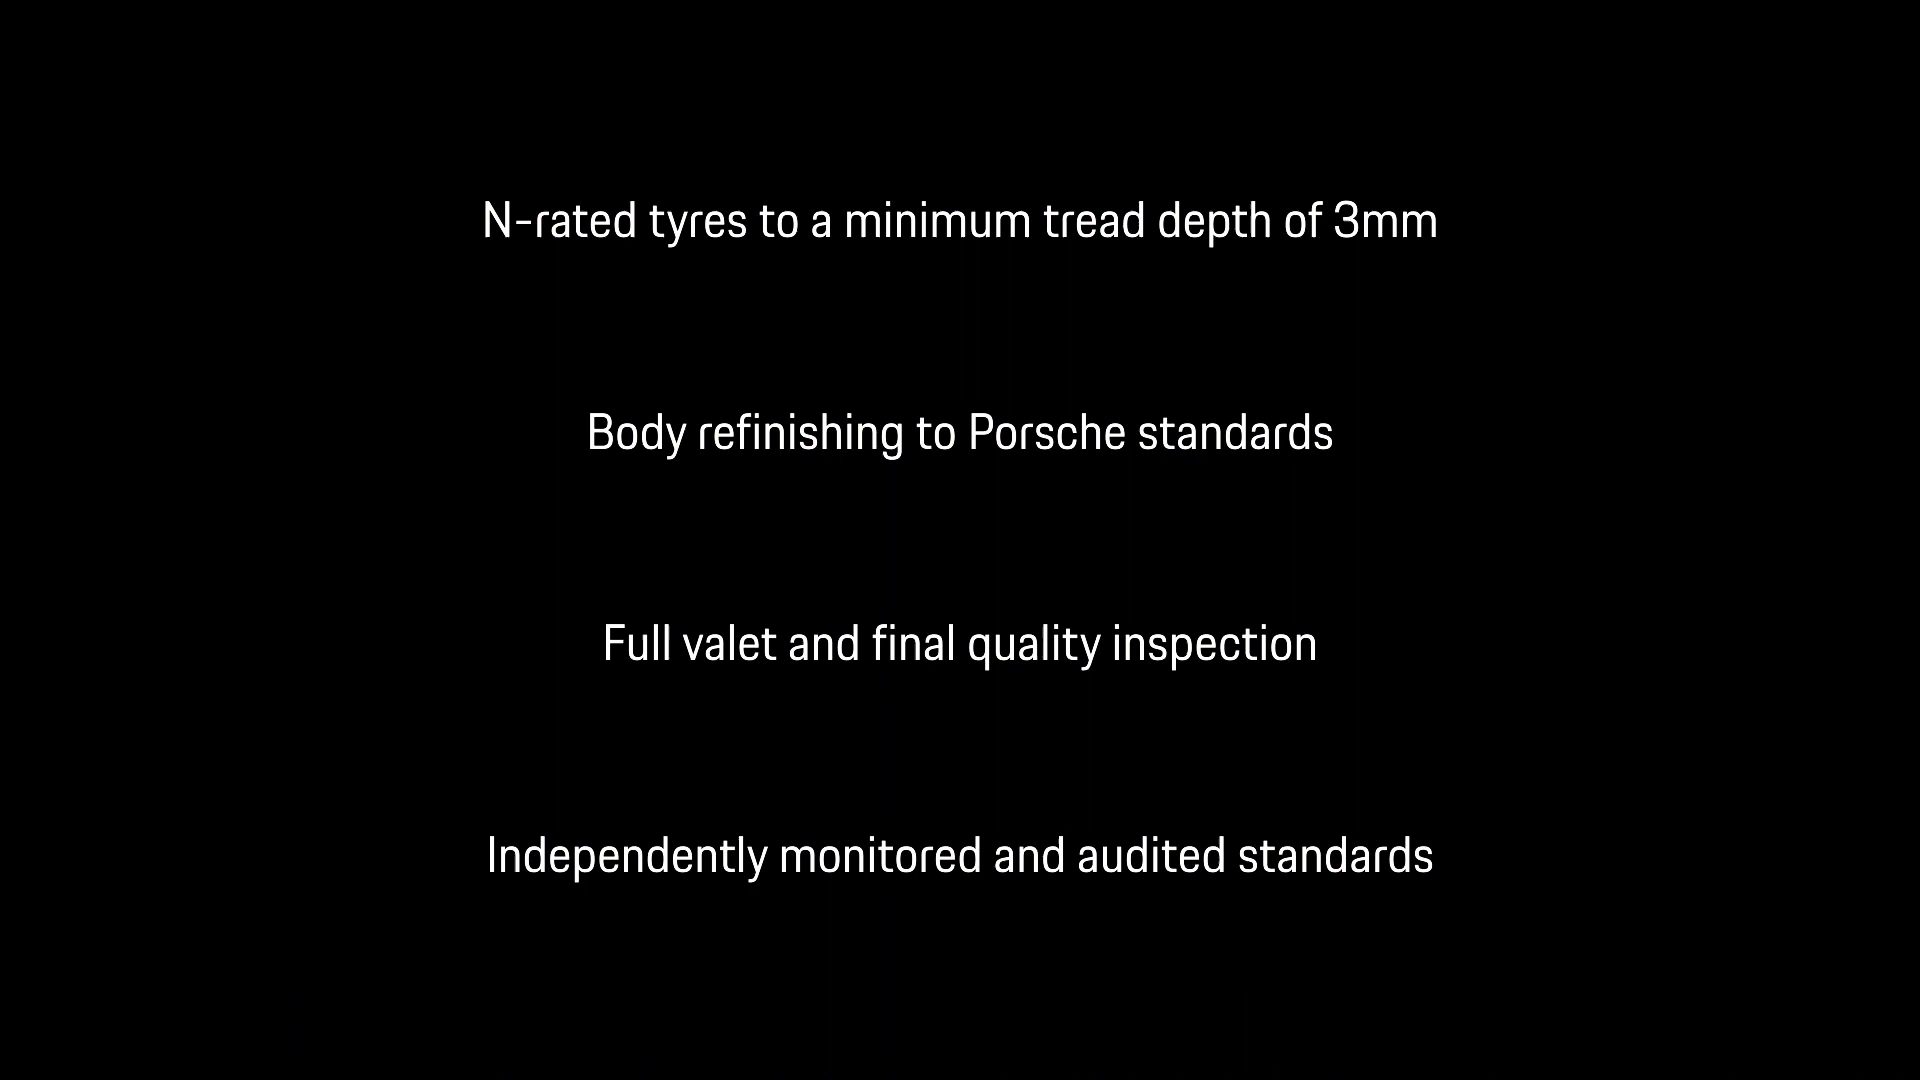 N-rated tyres to a minimum tread depth of 3mm
Body refinishing to Porsche standards
Full valet and final quality inspection
Independently monitored and audited standards